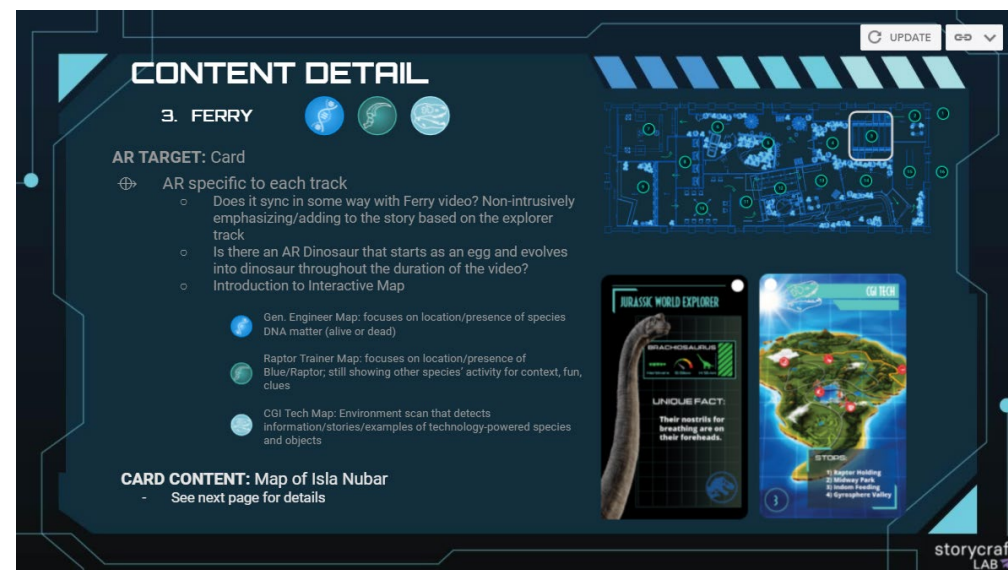 UPDATE
CONTENT DETAIL
3. FERRY
AR TARGET: Card
AR specific to each track
Does it sync in some way with Ferry video? Non-intrusively
emphasizing/adding to the story based on the explorer
track
Is there an AR Dinosaur that starts as an egg and evolves
into dinosaur throughout the duration of the video?
Introduction to Interactive Map
Gen. Engineer Map: focuses on location/presence of species
DNA matter (alive or dead)
Raptor Trainer Map: focuses on location/presence of
Blue/Raptor; still showing other species' activity for context, fun,
clues
CGI Tech Map: Environment scan that detects
information/stories/examples of technology-powered species
and objects
CARD CONTENT: Map of Isla Nubar
- See next page for details
JURASSIC WORLD EXPLORER
BRACHIOSAURUS
UNIQUE FACT:
Their nostrils for
breathing are on
their foreheads.
CGI TECH
STOPS:
1) Raptor Holding
2) Midway Park
3) Indom Feeding
4) Gyrosphere Valley
3
storycraf
LAB